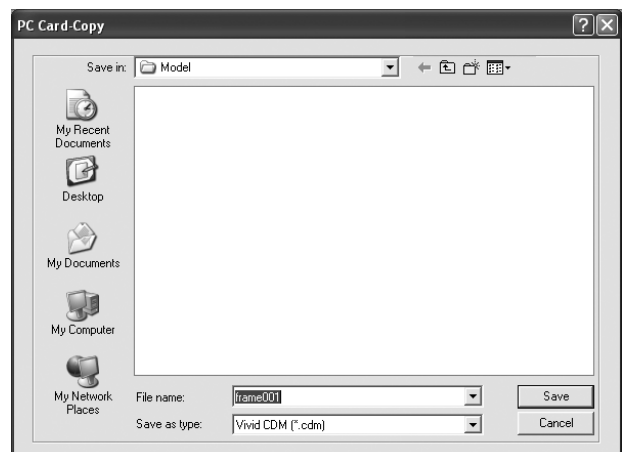 PC Card-Copy
Save in: Model
My Recent
Documents
Desktop
My Documents
My Computer
My Network
Places
File name: frame001 Save
Save as type: Vivid CDM (*.cdm) Cancel